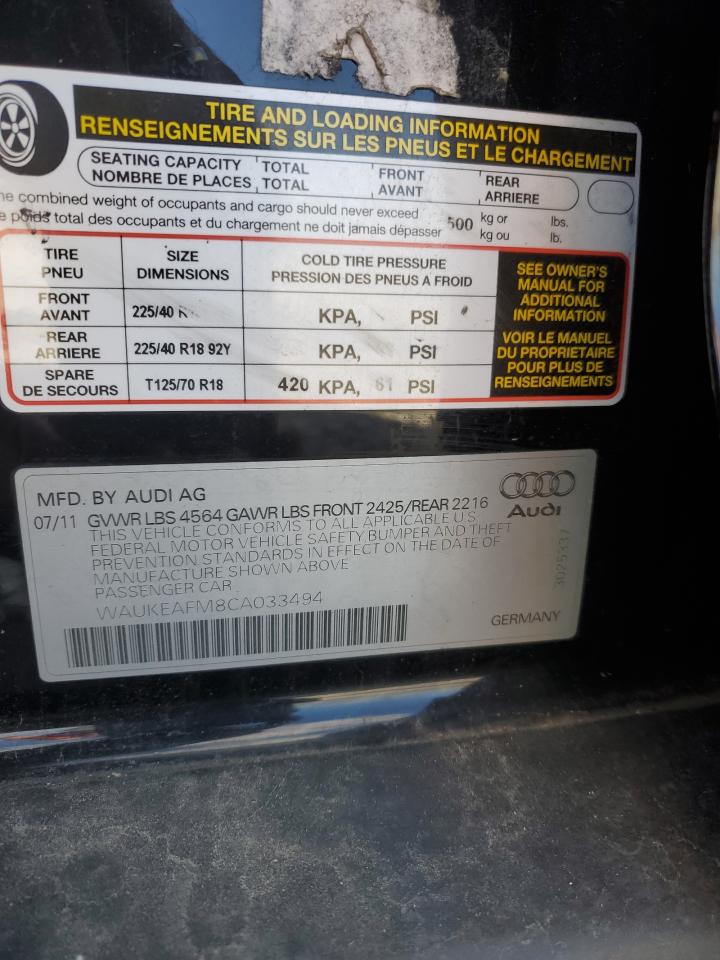 TIRE AND LOADING INFORMATION
RENSEIGNEMENTS SUR LES PNEUS ET LE CHARGEMENT
SEATING CAPACITY TOTAL FRONT REAR
NOMBRE DE PLACES TOTAL AVANT ARRIERE
combined weight of occupants and cargo should never exceed 500 kg or lbs.
poids total des occupants et du chargement ne doit jamais dépasser kg ou lb.
TIRE SIZE COLD TIRE PRESSURE
PNEU DIMENSIONS PRESSION DES PNEUS A FROID
FRONT
AVANT 225/40 R KPA, PSI
REAR
ARRIERE 225/40 R18 92Y KPA, PSI
SPARE
DE SECOURS T125/70 R18 420 KPA, 61 PSI
SEE OWNER'S
MANUAL FOR
ADDITIONAL
INFORMATION
VOIR LE MANUEL
DU PROPRIETAIRE
POUR PLUS DE
RENSEIGNEMENTS
MFD. BY AUDI AG
07/11 GVWR LBS 4564 GAWR LBS FRONT 2425/REAR 2216
THIS VEHICLE CONFORMS TO ALL APPLICABLE U.S.
FEDERAL MOTOR VEHICLE SAFETY BUMPER AND THEFT
PREVENTION STANDARDS IN EFFECT ON THE DATE OF
MANUFACTURE SHOWN ABOVE
PASSENGER CAR
WAUKEAFM8CA033494
Audi
3025337
GERMANY